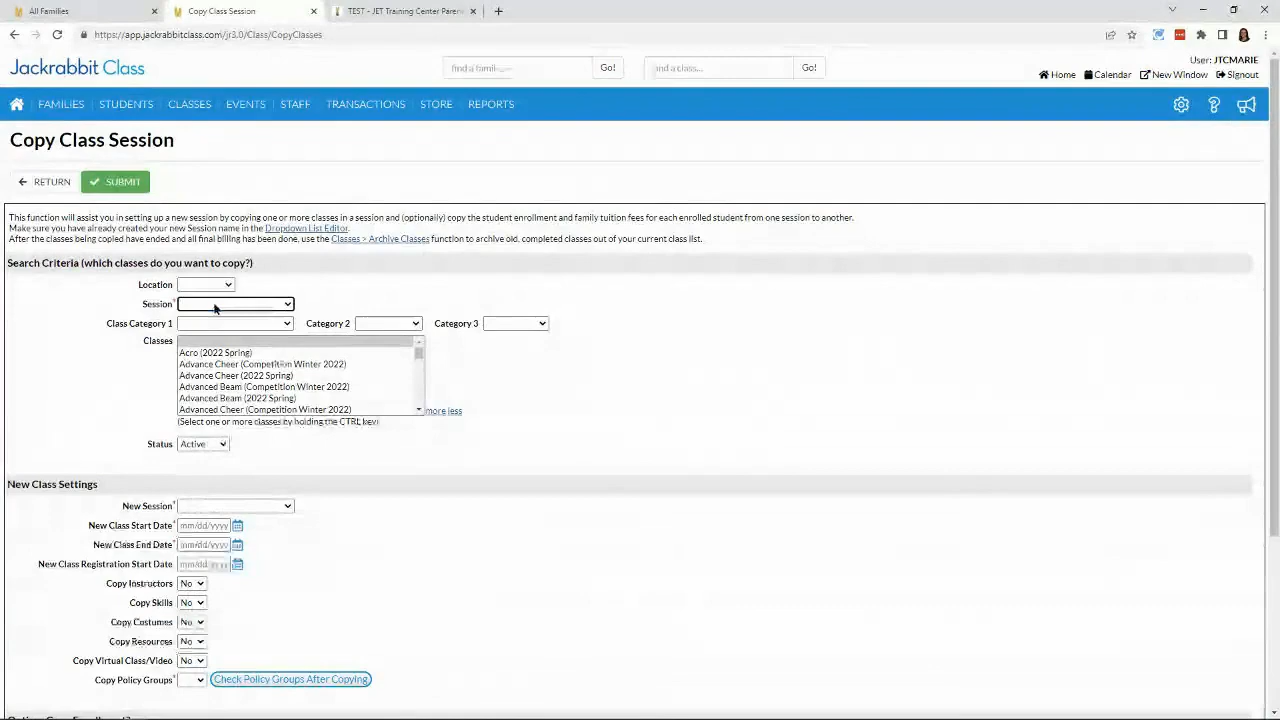 All Families
Copy Class Session
TEST - JET Training Center Paren
https://app.jackrabbitclass.com/jr3.0/Class/CopyClasses
Jackrabbit Class
find a famil
Go!
find a class...
Go!
User: JTCMARIE
Home
Calendar
New Window
Signout
FAMILIES
STUDENTS
CLASSES
EVENTS
STAFF
TRANSACTIONS
STORE
REPORTS
Copy Class Session
RETURN
SUBMIT
This function will assist you in setting up a new session by copying one or more classes in a session and (optionally) copy the student enrollment and family tuition fees for each enrolled student from one session to another.
Make sure you have already created your new Session name in the Dropdown List Editor.
After the classes being copied have ended and all final billing has been done, use the Classes > Archive Classes function to archive old, completed classes out of your current class list.
Search Criteria (which classes do you want to copy?)
Location
Session*
Class Category 1
Category 2
Category 3
Classes
Acro (2022 Spring)
Advance Cheer (Competition Winter 2022)
Advance Cheer (2022 Spring)
Advanced Beam (Competition Winter 2022)
Advanced Beam (2022 Spring)
Advanced Cheer (Competition Winter 2022)
more less
(Select one or more classes by holding the CTRL key)
Status Active
New Class Settings
New Session*
New Class Start Date* mm/dd/yyyy
New Class End Date* mm/dd/yyyy
New Class Registration Start Date mm/dd/yyyy
Copy Instructors No
Copy Skills No
Copy Costumes No
Copy Resources No
Copy Virtual Class/Video No
Copy Policy Groups* Check Policy Groups After Copying